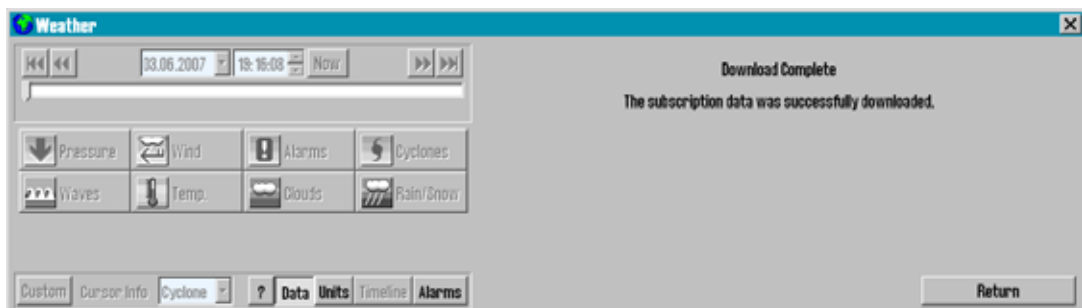 Weather
03.06.2007 19:16:08 Now
Pressure Wind Alarms Cyclones
Waves Temp. Clouds Rain/Snow
Custom Cursor Info Cyclone ? Data Units Timeline Alarms
Download Complete
The subscription data was successfully downloaded.
Return